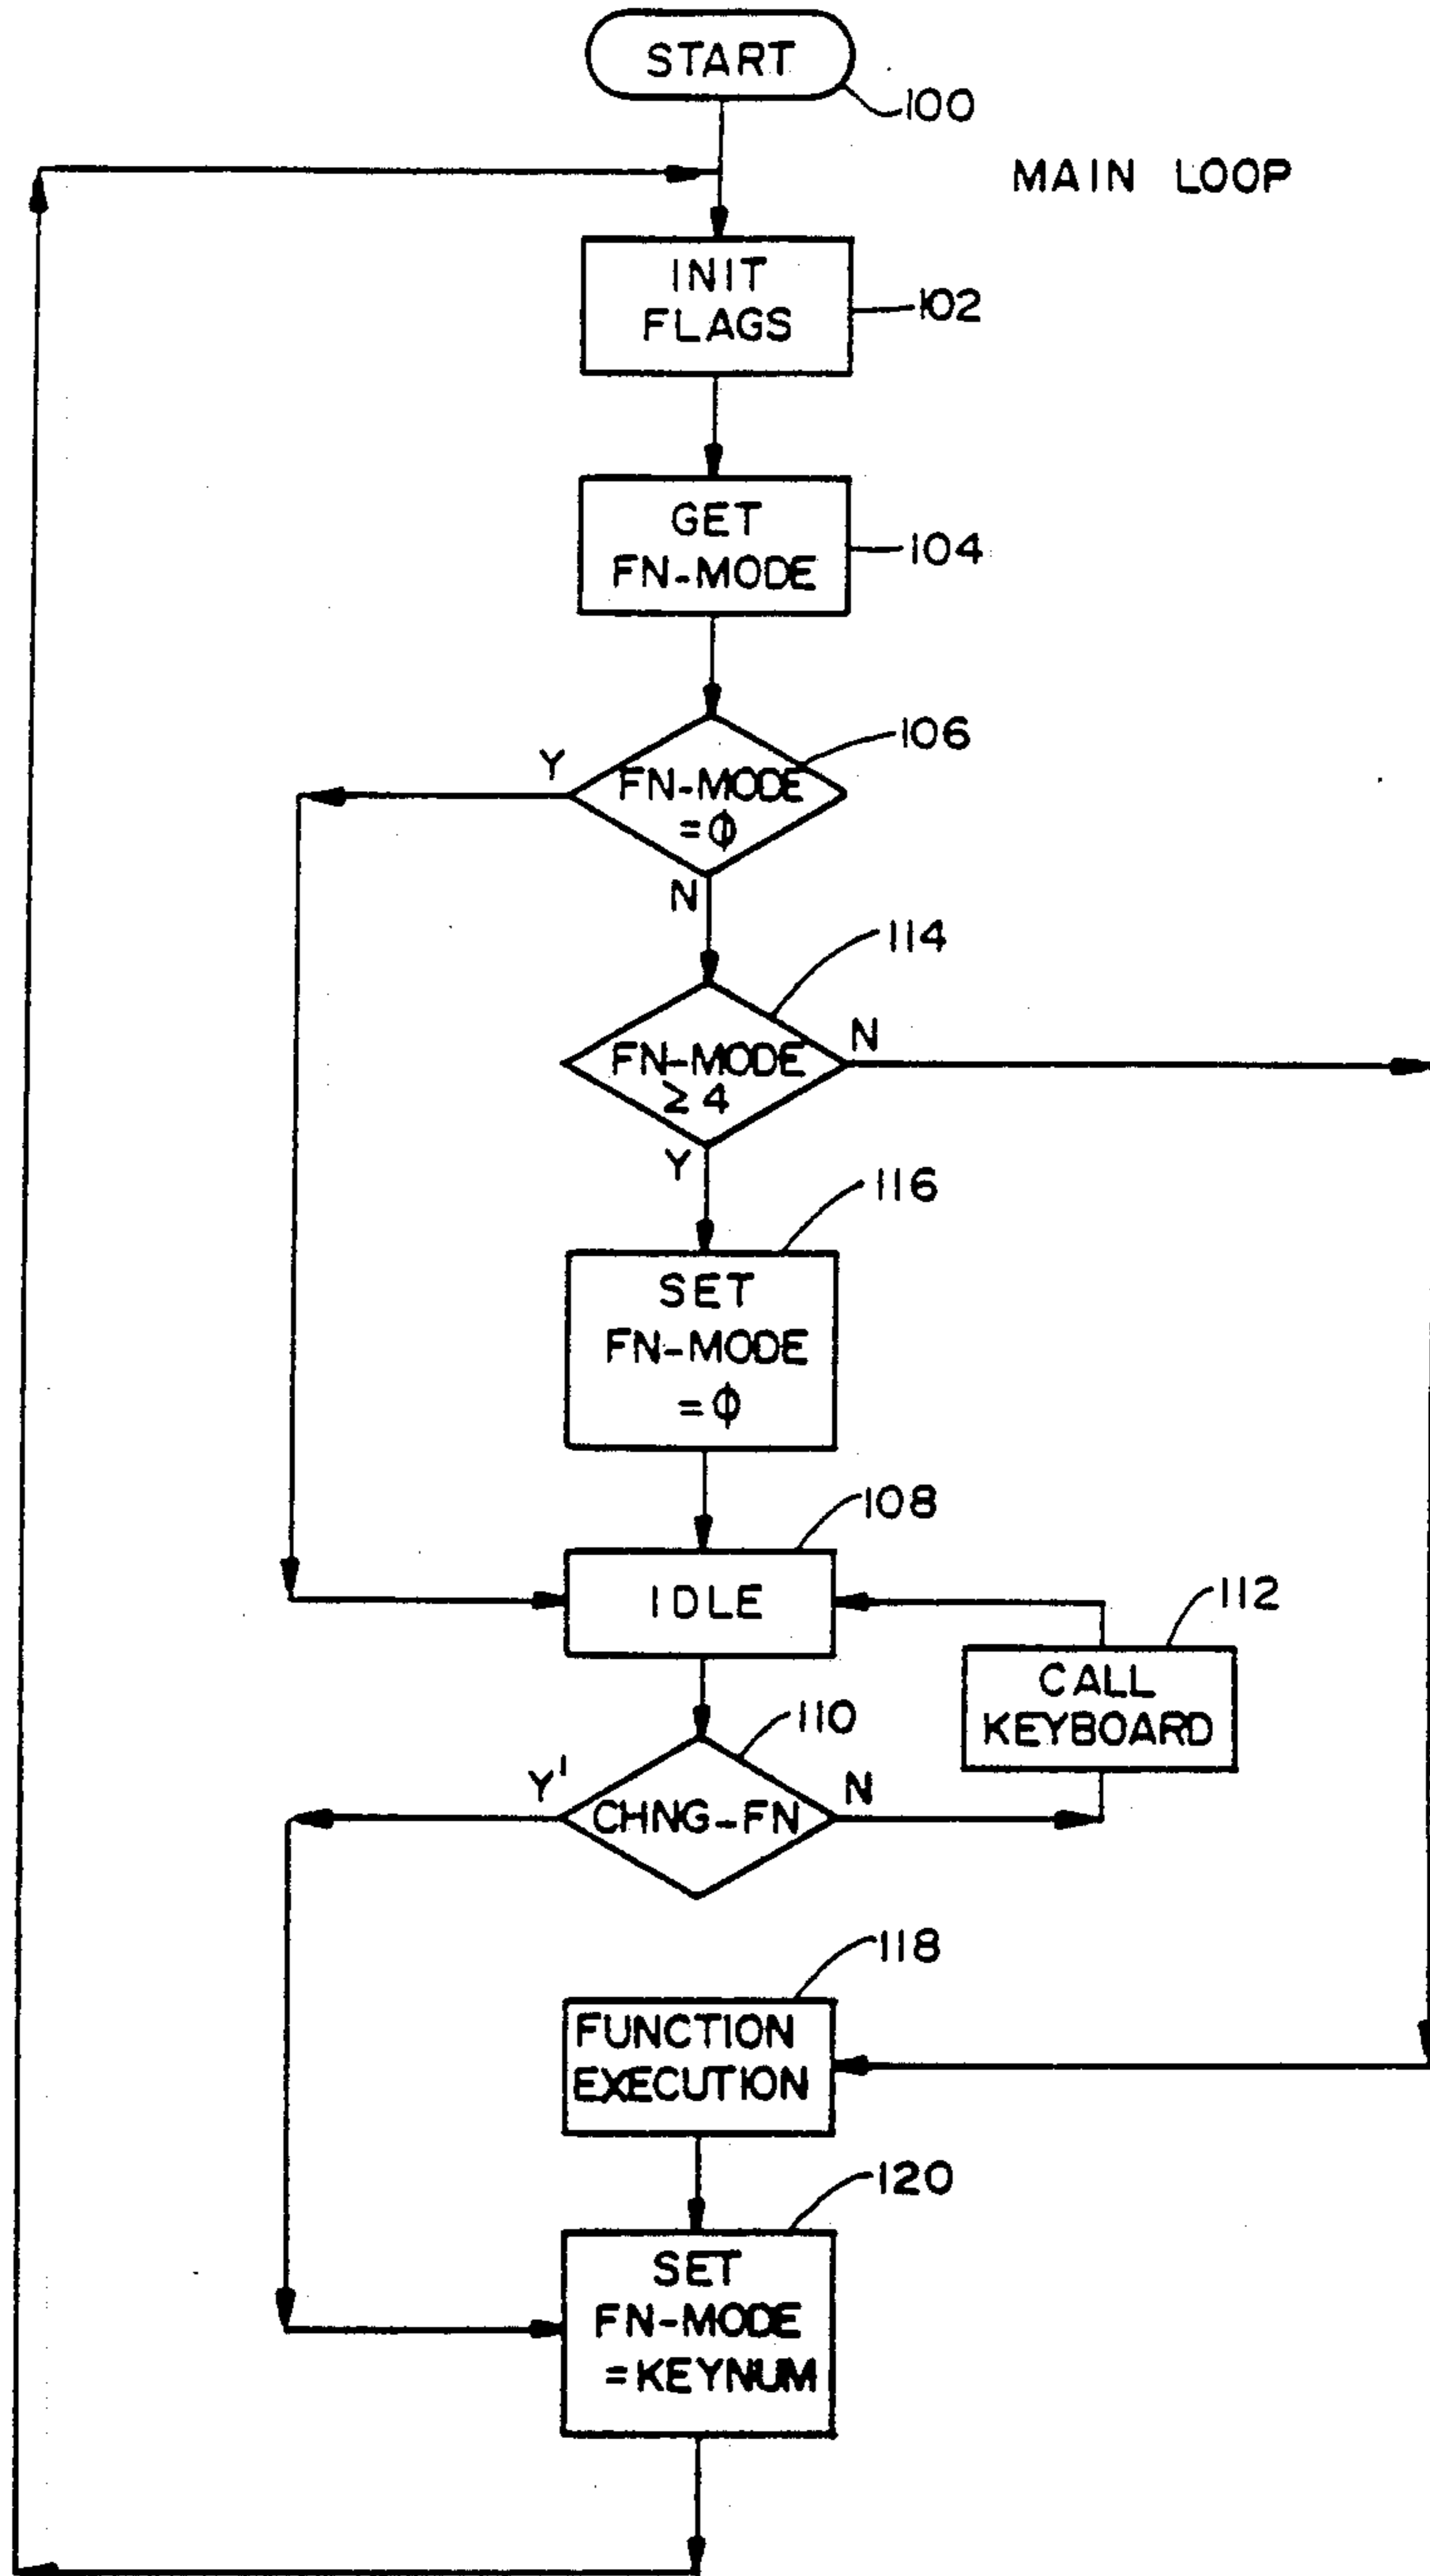 START
100
MAIN LOOP
INIT
FLAGS
102
GET
FN-MODE
104
106
Y
FN-MODE
=ϕ
N
114
N
FN-MODE
≥4
Y
116
SET
FN-MODE
=ϕ
108
IDLE
112
CALL
KEYBOARD
110
Y'
N
CHNG-FN
118
FUNCTION
EXECUTION
120
SET
FN-MODE
=KEYNUM